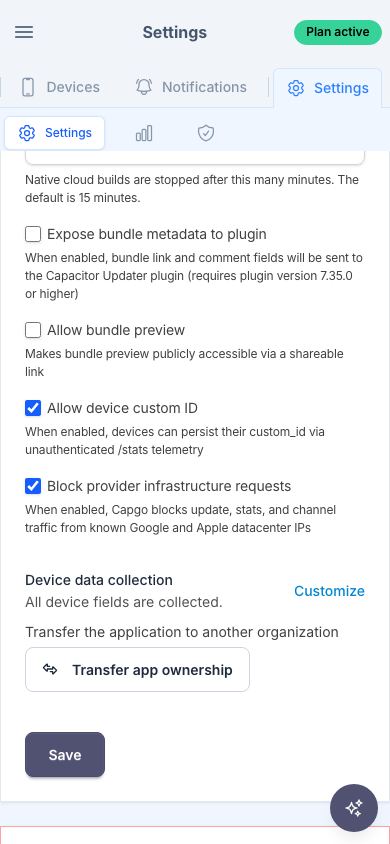 Settings
Plan active
Devices
Notifications
Settings
Settings
Native cloud builds are stopped after this many minutes. The
default is 15 minutes.
Expose bundle metadata to plugin
When enabled, bundle link and comment fields will be sent to
the Capacitor Updater plugin (requires plugin version 7.35.0
or higher)
Allow bundle preview
Makes bundle preview publicly accessible via a shareable
link
Allow device custom ID
When enabled, devices can persist their custom_id via
unauthenticated /stats telemetry
Block provider infrastructure requests
When enabled, Capgo blocks update, stats, and channel
traffic from known Google and Apple datacenter IPs
Device data collection
Customize
All device fields are collected.
Transfer the application to another organization
Transfer app ownership
Save